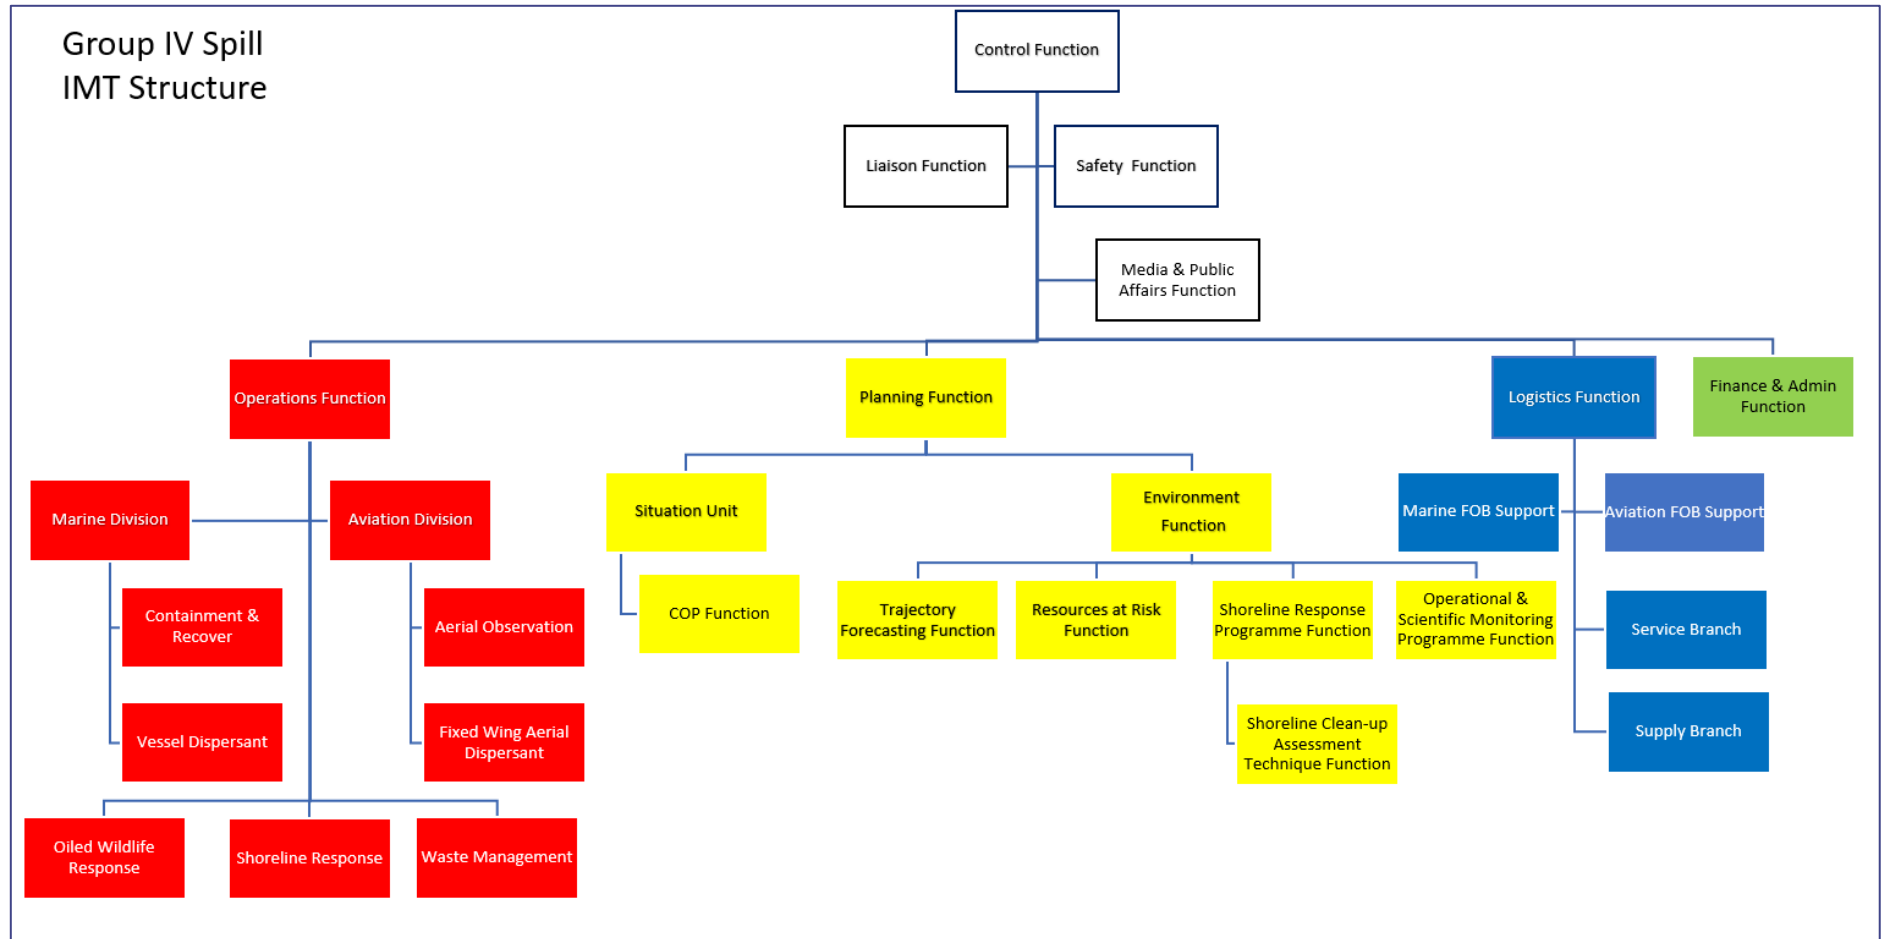 Group IV Spill
IMT Structure
Control Function
Liaison Function
Safety Function
Media & Public
Affairs Function
Operations Function
Planning Function
Logistics Function
Finance & Admin
Function
Marine Division
Aviation Division
Situation Unit
Environment
Function
Marine FOB Support
Aviation FOB Support
Containment &
Recover
Aerial Observation
COP Function
Trajectory
Forecasting Function
Resources at Risk
Function
Shoreline Response
Programme Function
Operational &
Scientific Monitoring
Programme Function
Service Branch
Vessel Dispersant
Fixed Wing Aerial
Dispersant
Shoreline Clean-up
Assessment
Technique Function
Supply Branch
Oiled Wildlife
Response
Shoreline Response
Waste Management